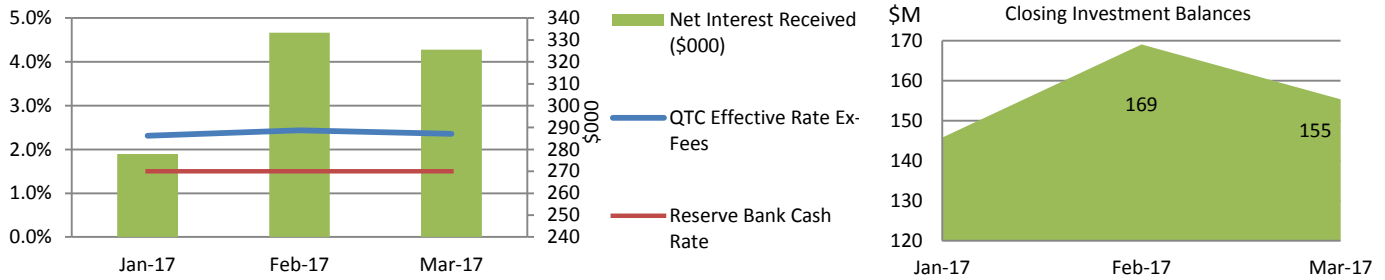 5.0%
4.0%
3.0%
2.0%
1.0%
0.0%
340
330
320
310
300
290
280
270
260
250
240
$000
Jan-17
Feb-17
Mar-17
Net Interest Received
($000)
QTC Effective Rate Ex-
Fees
Reserve Bank Cash
Rate
$M
Closing Investment Balances
170
160
150
140
130
120
169
155
Jan-17
Feb-17
Mar-17